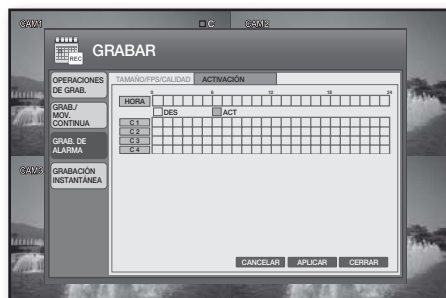 CAM1
C
CAM2
REC
GRABAR
OPERACIONES
DE GRAB.
GRAB./
MOV.
CONTINUA
GRAB. DE
ALARMA
CAM3
GRABACIÓN
INSTANTÁNEA
TAMAÑO/FPS/CALIDAD
ACTIVACIÓN
0 6 12 18 24
HORA
DES
ACT
C 1
C 2
C 3
C 4
CANCELAR
APLICAR
CERRAR